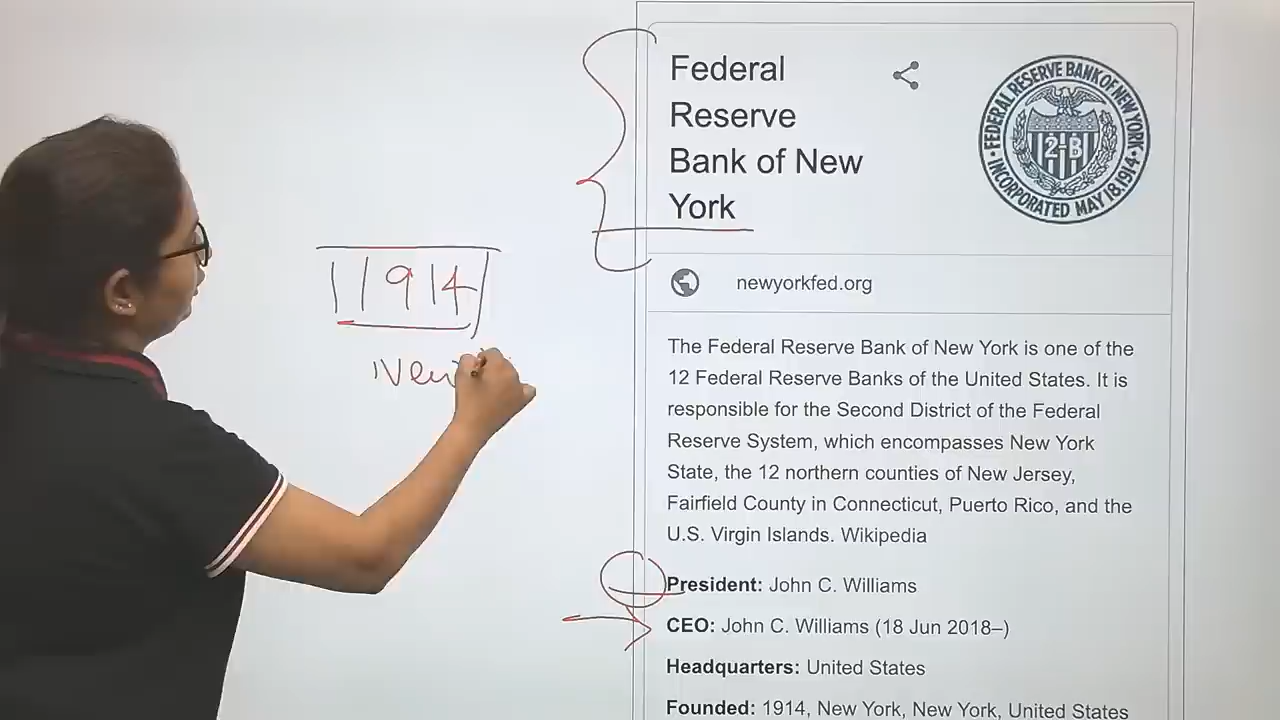 Federal
Reserve
Bank of New
York
FEDERAL RESERVE BANK OF NEW YORK
2-B
INCORPORATED MAY 18, 1914
newyorkfed.org
1914
New
The Federal Reserve Bank of New York is one of the
12 Federal Reserve Banks of the United States. It is
responsible for the Second District of the Federal
Reserve System, which encompasses New York
State, the 12 northern counties of New Jersey,
Fairfield County in Connecticut, Puerto Rico, and the
U.S. Virgin Islands. Wikipedia
President: John C. Williams
CEO: John C. Williams (18 Jun 2018–)
Headquarters: United States
Founded: 1914, New York, New York, United States